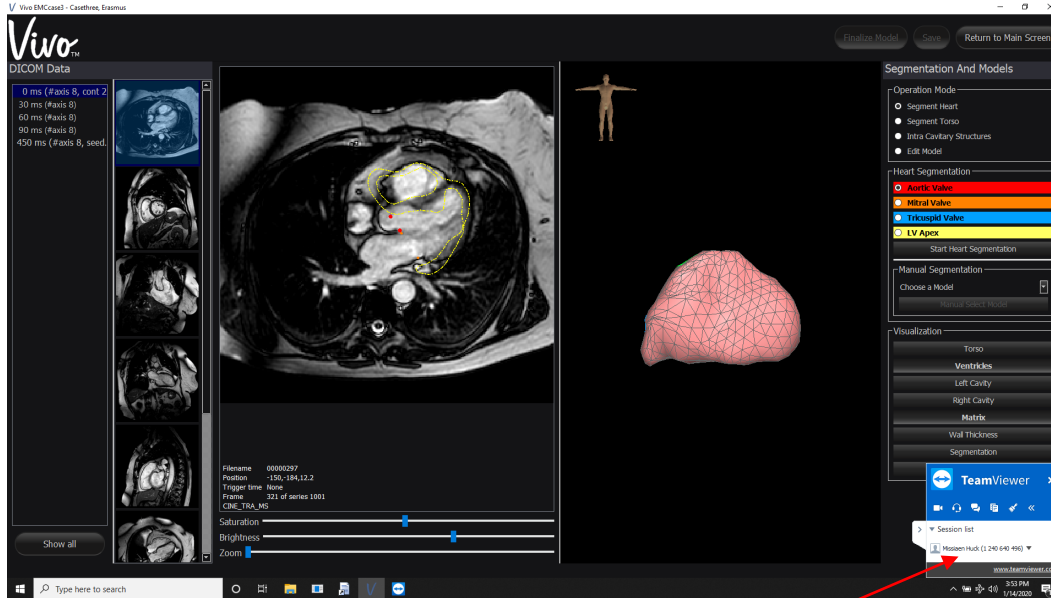 Vivo EMCcase3 - Casethree, Erasmus
Vivo TM
Finalize Model
Save
Return to Main Screen
DICOM Data
0 ms (#axis 8, cont 2
30 ms (#axis 8)
60 ms (#axis 8)
90 ms (#axis 8)
450 ms (#axis 8, seed.
Show all
Filename 00000297
Position -150,-184,12.2
Trigger time None
Frame 321 of series 1001
CINE_TRA_MS
Saturation
Brightness
Zoom
Segmentation And Models
Operation Mode
Segment Heart
Segment Torso
Intra Cavitary Structures
Edit Model
Heart Segmentation
Aortic Valve
Mitral Valve
Tricuspid Valve
LV Apex
Start Heart Segmentation
Manual Segmentation
Choose a Model
Manual Select Model
Visualization
Torso
Ventricles
Left Cavity
Right Cavity
Matrix
Wall Thickness
Segmentation
TeamViewer
Session list
Missiaen Huck (1 240 640 496)
www.teamviewer.co
Type here to search
3:53 PM
1/14/2020